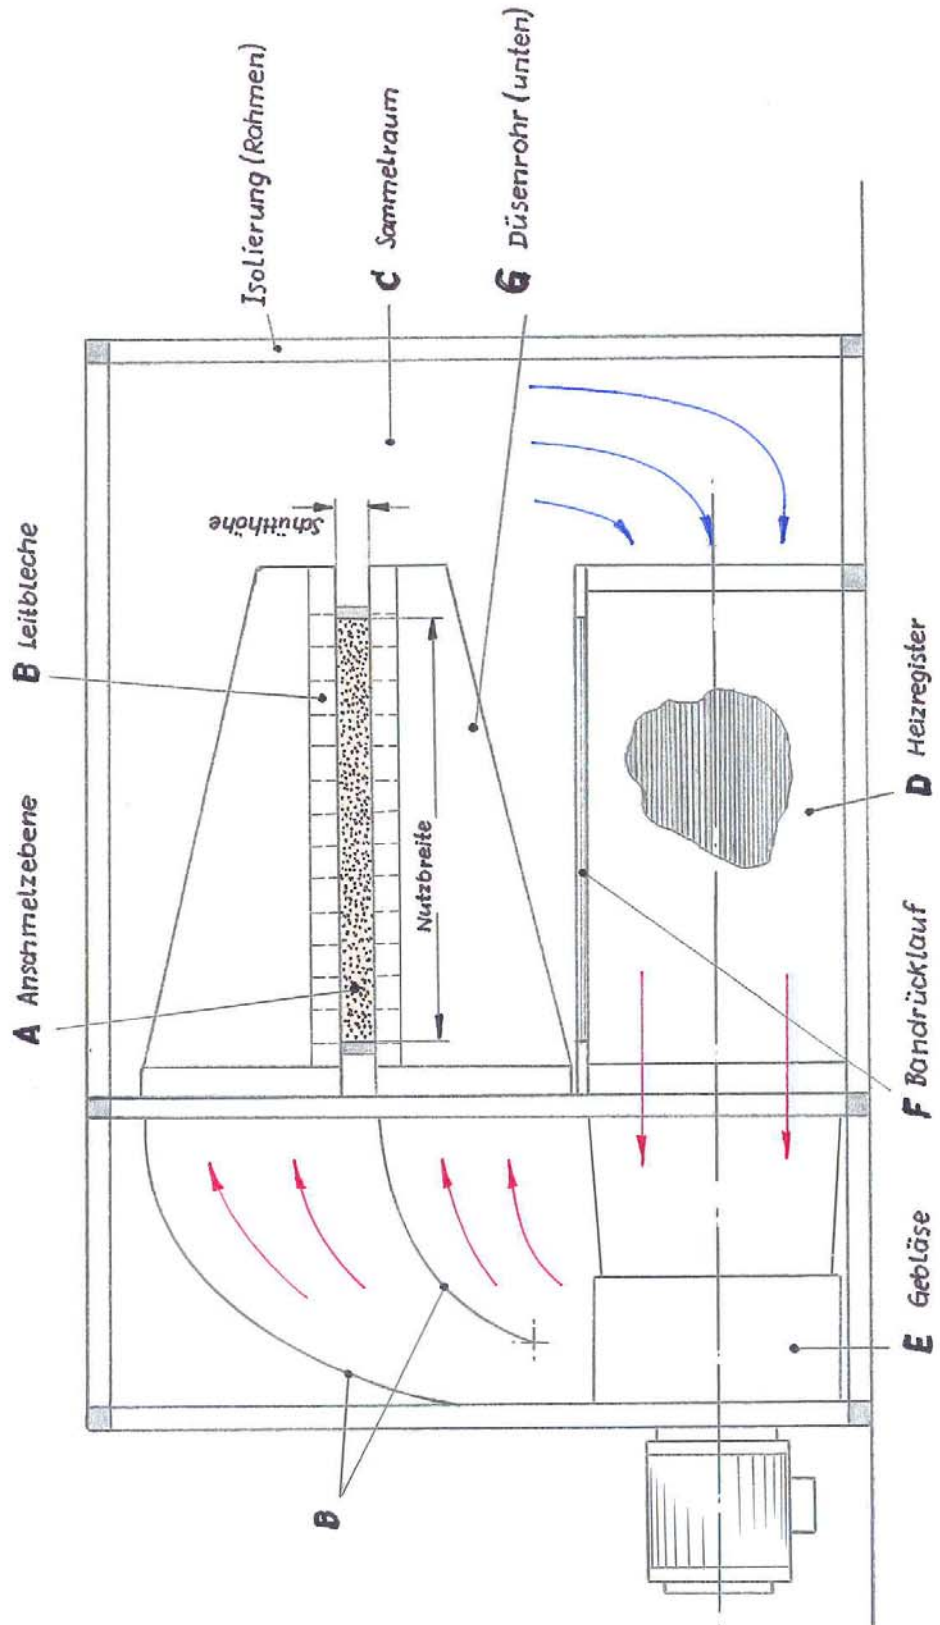 A Anschmelzebene
B Leitbleche
Isolierung (Rahmen)
C Sammelraum
G Düsenrohr (unten)
Schütthöhe
Nutzbreite
B
E Gebläse
F Bandrücklauf
D Heizregister